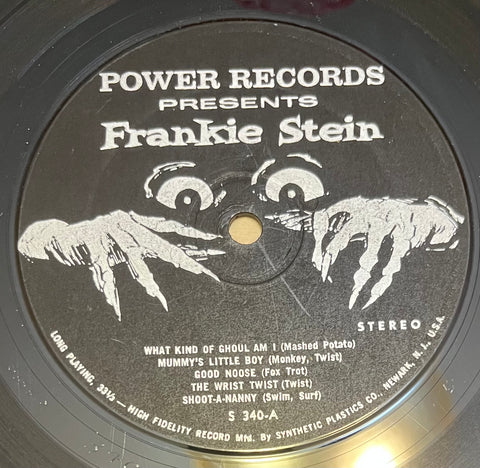 POWER RECORDS
PRESENTS
Frankie Stein
STEREO
WHAT KIND OF GHOUL AM I (Mashed Potato)
MUMMY'S LITTLE BOY (Monkey, Twist)
GOOD NOOSE (Fox Trot)
THE WRIST TWIST (Twist)
SHOOT-A-NANNY (Swim, Surf)
S 340-A
LONG PLAYING, 33⅓ — HIGH FIDELITY RECORD Mfd. By SYNTHETIC PLASTICS CO., NEWARK, N. J., U.S.A.